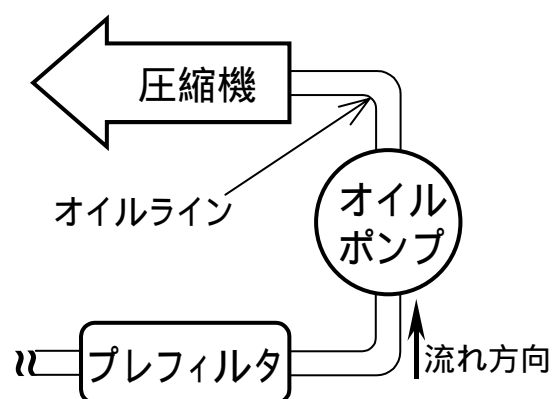 圧縮機
オイルライン
オイル
ポンプ
プレフィルタ
流れ方向